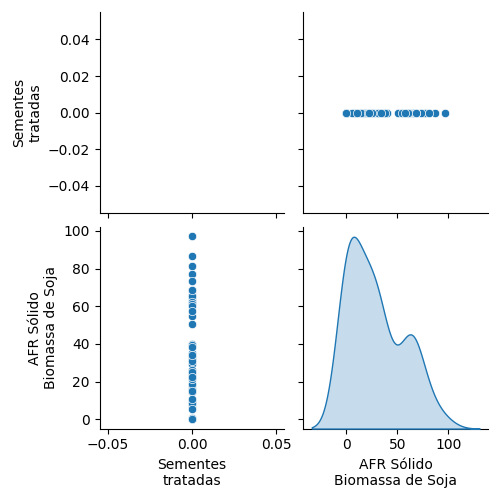 0.04
0.02
0.00
−0.02
−0.04
Sementes
tratadas
100
80
60
40
20
0
AFR Sólido
Biomassa de Soja
−0.05 0.00 0.05
Sementes
tratadas
0 50 100
AFR Sólido
Biomassa de Soja